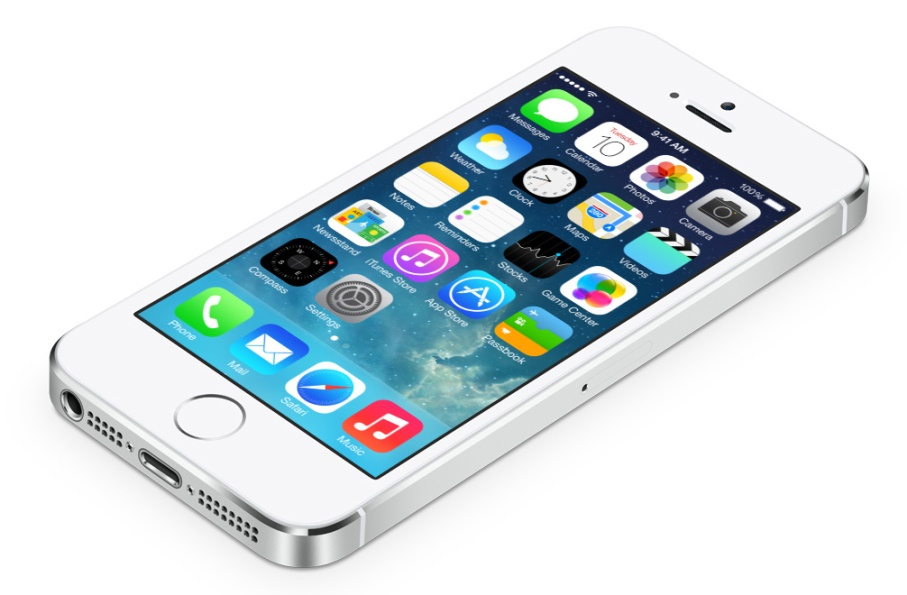 9:41 AM
100%
Messages
Tuesday
10
Calendar
Photos
Camera
Weather
Clock
Maps
280
Videos
Notes
Reminders
Stocks
Game Center
Newsstand
iTunes Store
App Store
Passbook
Compass
Settings
Phone
Mail
Safari
Music